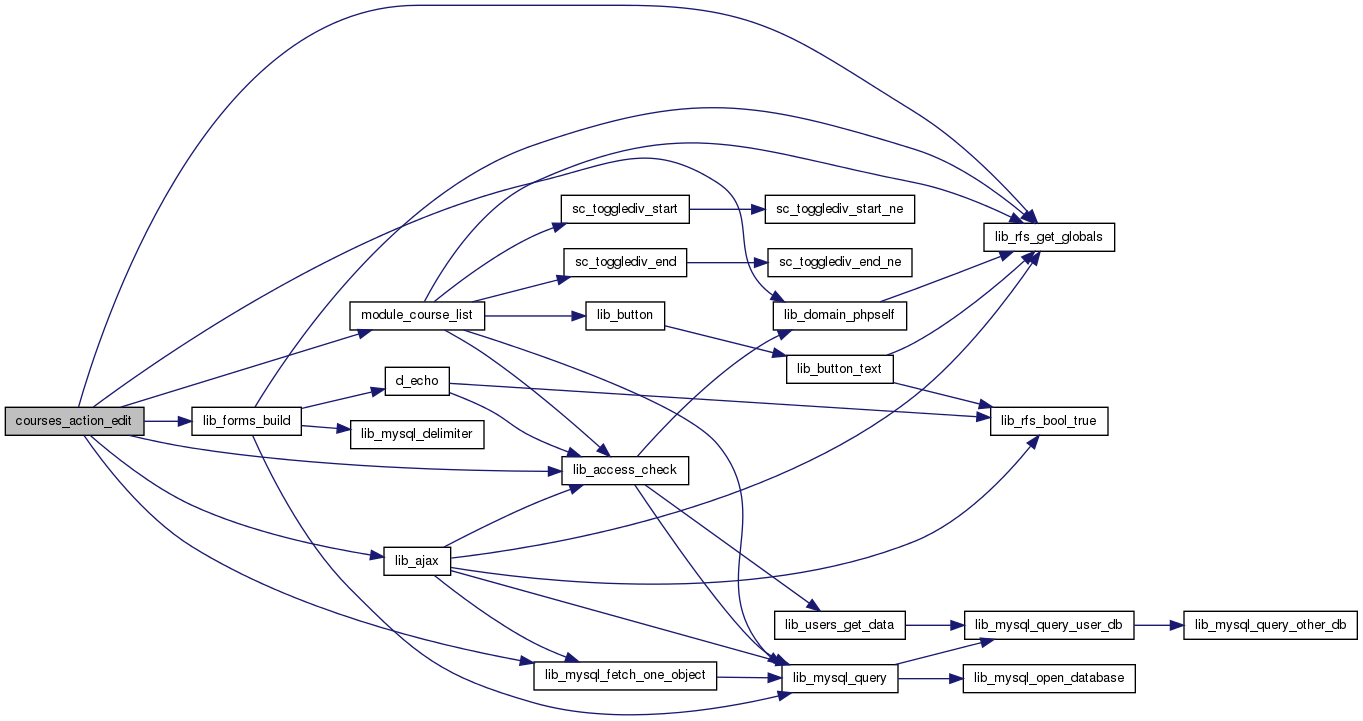 sc_togglediv_start
sc_togglediv_start_ne
lib_rfs_get_globals
sc_togglediv_end
sc_togglediv_end_ne
module_course_list
lib_button
lib_domain_phpself
lib_button_text
d_echo
courses_action_edit
lib_forms_build
lib_rfs_bool_true
lib_mysql_delimiter
lib_access_check
lib_ajax
lib_users_get_data
lib_mysql_query_user_db
lib_mysql_query_other_db
lib_mysql_fetch_one_object
lib_mysql_query
lib_mysql_open_database